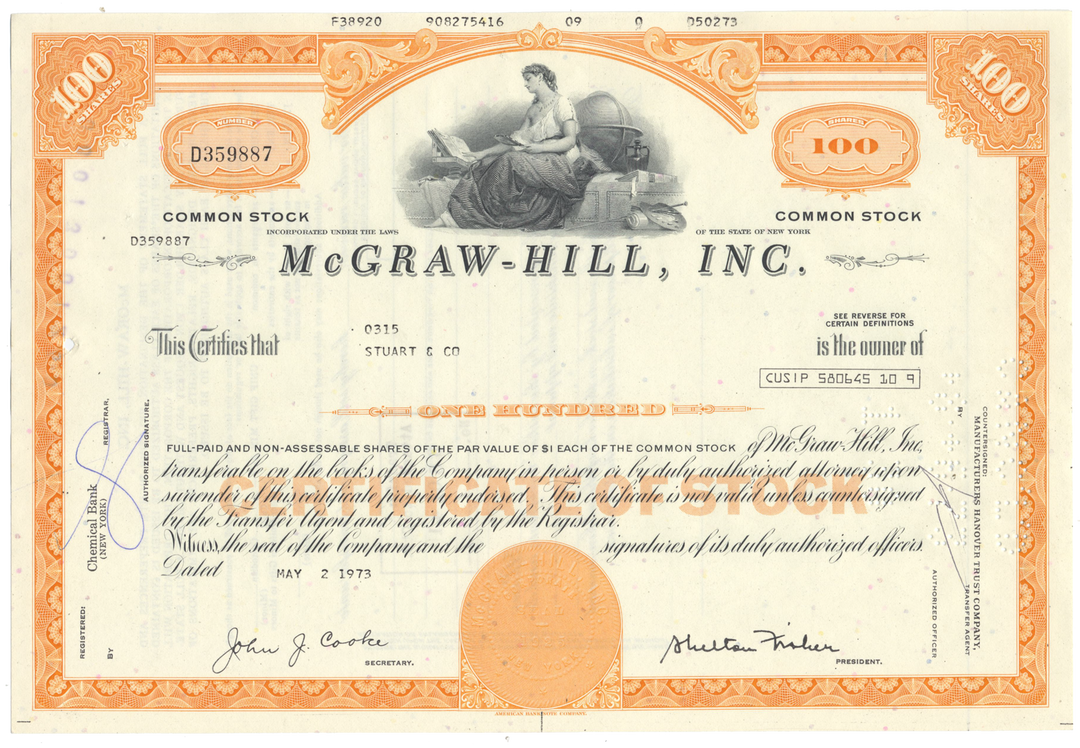 F38920 908275416 09 0 050273
100 SHARES
100 SHARES
NUMBER
D359887
SHARES
100
COMMON STOCK
COMMON STOCK
INCORPORATED UNDER THE LAWS
OF THE STATE OF NEW YORK
D359887
McGRAW-HILL, INC.
SEE REVERSE FOR
CERTAIN DEFINITIONS
This Certifies that
0315
STUART & CO
is the owner of
CUSIP 580645 10 9
ONE HUNDRED
FULL-PAID AND NON-ASSESSABLE SHARES OF THE PAR VALUE OF $1 EACH OF THE COMMON STOCK of McGraw-Hill, Inc,
transferable on the books of the Company in person or by duly authorized attorney upon
surrender of this certificate properly endorsed. This certificate is not valid unless countersigned
by the Transfer Agent and registered by the Registrar.
CERTIFICATE OF STOCK
Witness, the seal of the Company and the signatures of its duly authorized officers.
Dated MAY 2 1973
John J. Cooke
SECRETARY.
Shelton Fisher
PRESIDENT.
REGISTERED:
Chemical Bank
(NEW YORK)
REGISTRAR,
BY
AUTHORIZED SIGNATURE.
COUNTERSIGNED:
MANUFACTURERS HANOVER TRUST COMPANY,
TRANSFER AGENT
BY
AUTHORIZED OFFICER
AMERICAN BANK NOTE COMPANY.